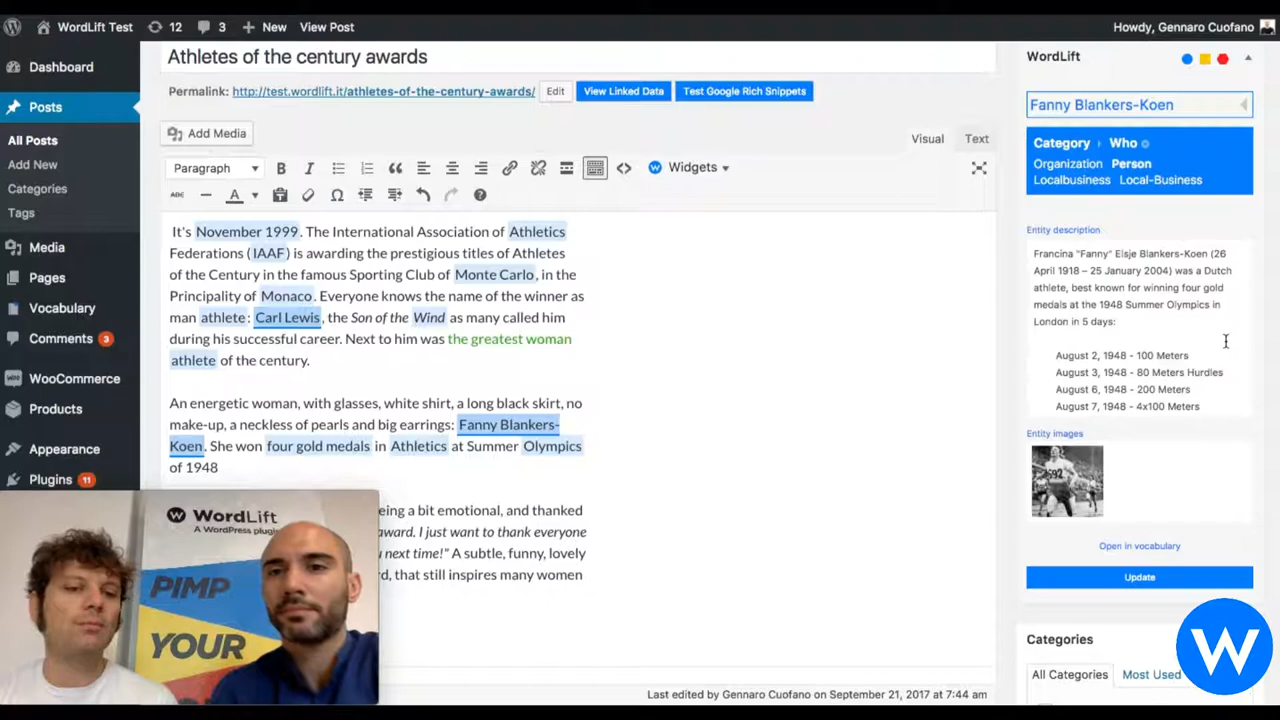 WordLift Test
12
3
New
View Post
Howdy, Gennaro Cuofano
Dashboard
Posts
All Posts
Add New
Categories
Tags
Media
Pages
Vocabulary
Comments 3
WooCommerce
Products
Appearance
Plugins 11
Athletes of the century awards
Permalink: http://test.wordlift.it/athletes-of-the-century-awards/ Edit View Linked Data Test Google Rich Snippets
Add Media
Visual Text
Paragraph B I Widgets
ABC A
It's November 1999. The International Association of Athletics
Federations (IAAF) is awarding the prestigious titles of Athletes
of the Century in the famous Sporting Club of Monte Carlo, in the
Principality of Monaco. Everyone knows the name of the winner as
man athlete: Carl Lewis, the Son of the Wind as many called him
during his successful career. Next to him was the greatest woman
athlete of the century.
An energetic woman, with glasses, white shirt, a long black skirt, no
make-up, a neckless of pearls and big earrings: Fanny Blankers-
Koen. She won four gold medals in Athletics at Summer Olympics
of 1948
eing a bit emotional, and thanked
award. I just want to thank everyone
next time!" A subtle, funny, lovely
d, that still inspires many women
Last edited by Gennaro Cuofano on September 21, 2017 at 7:44 am
WordLift
Fanny Blankers-Koen
Category Who
Organization Person
Localbusiness Local-Business
Entity description
Francina "Fanny" Elsje Blankers-Koen (26
April 1918 – 25 January 2004) was a Dutch
athlete, best known for winning four gold
medals at the 1948 Summer Olympics in
London in 5 days:
August 2, 1948 - 100 Meters
August 3, 1948 - 80 Meters Hurdles
August 6, 1948 - 200 Meters
August 7, 1948 - 4x100 Meters
Entity images
Open in vocabulary
Update
Categories
All Categories Most Used
W
WordLift
A WordPress plugin
PIMP
YOUR